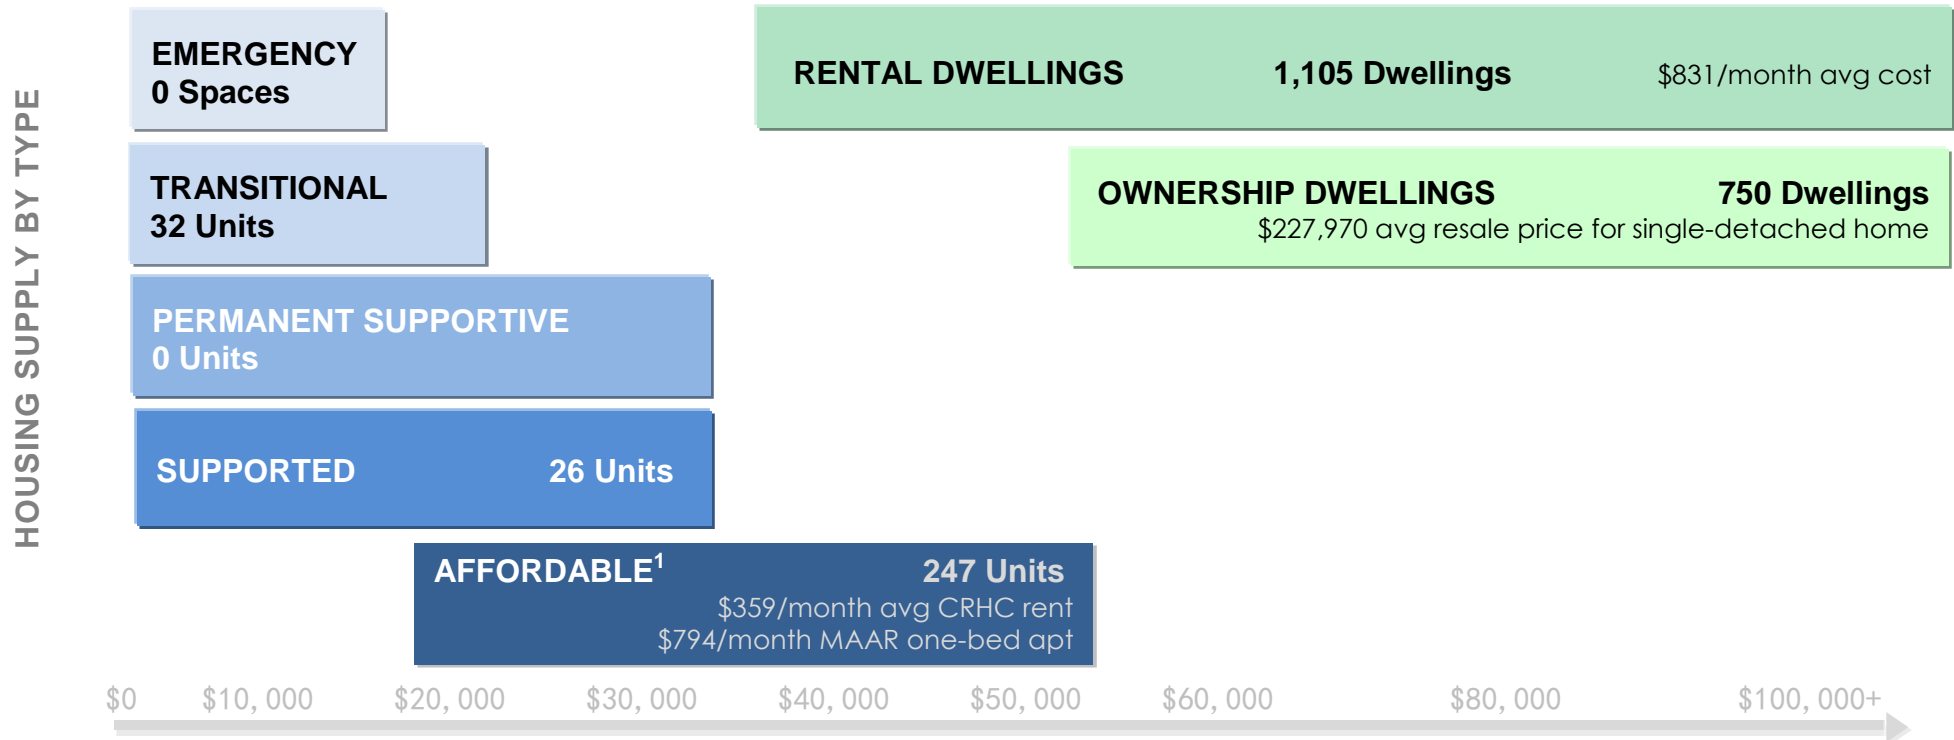 HOUSING SUPPLY BY TYPE
EMERGENCY
0 Spaces
RENTAL DWELLINGS 1,105 Dwellings $831/month avg cost
TRANSITIONAL
32 Units
OWNERSHIP DWELLINGS 750 Dwellings
$227,970 avg resale price for single-detached home
PERMANENT SUPPORTIVE
0 Units
SUPPORTED 26 Units
AFFORDABLE¹ 247 Units
$359/month avg CRHC rent
$794/month MAAR one-bed apt
$0 $10,000 $20,000 $30,000 $40,000 $50,000 $60,000 $80,000 $100,000+